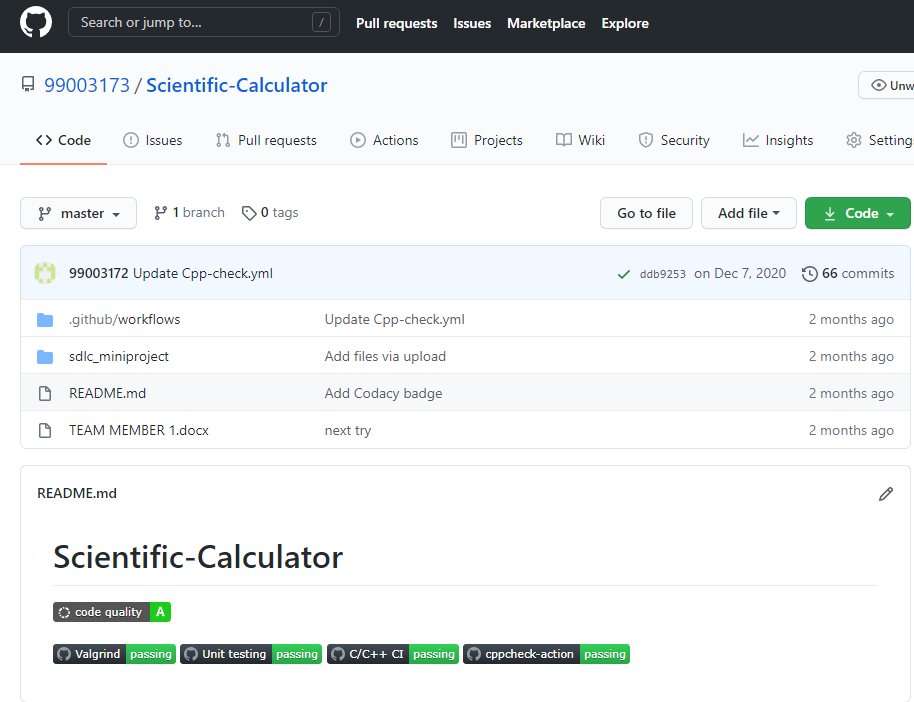 Search or jump to... / Pull requests Issues Marketplace Explore
99003173 / Scientific-Calculator Unw
Code Issues Pull requests Actions Projects Wiki Security Insights Setting
master 1 branch 0 tags Go to file Add file Code
99003172 Update Cpp-check.yml ddb9253 on Dec 7, 2020 66 commits
.github/workflows Update Cpp-check.yml 2 months ago
sdlc_miniproject Add files via upload 2 months ago
README.md Add Codacy badge 2 months ago
TEAM MEMBER 1.docx next try 2 months ago
README.md
Scientific-Calculator
code quality A
Valgrind passing Unit testing passing C/C++ CI passing cppcheck-action passing